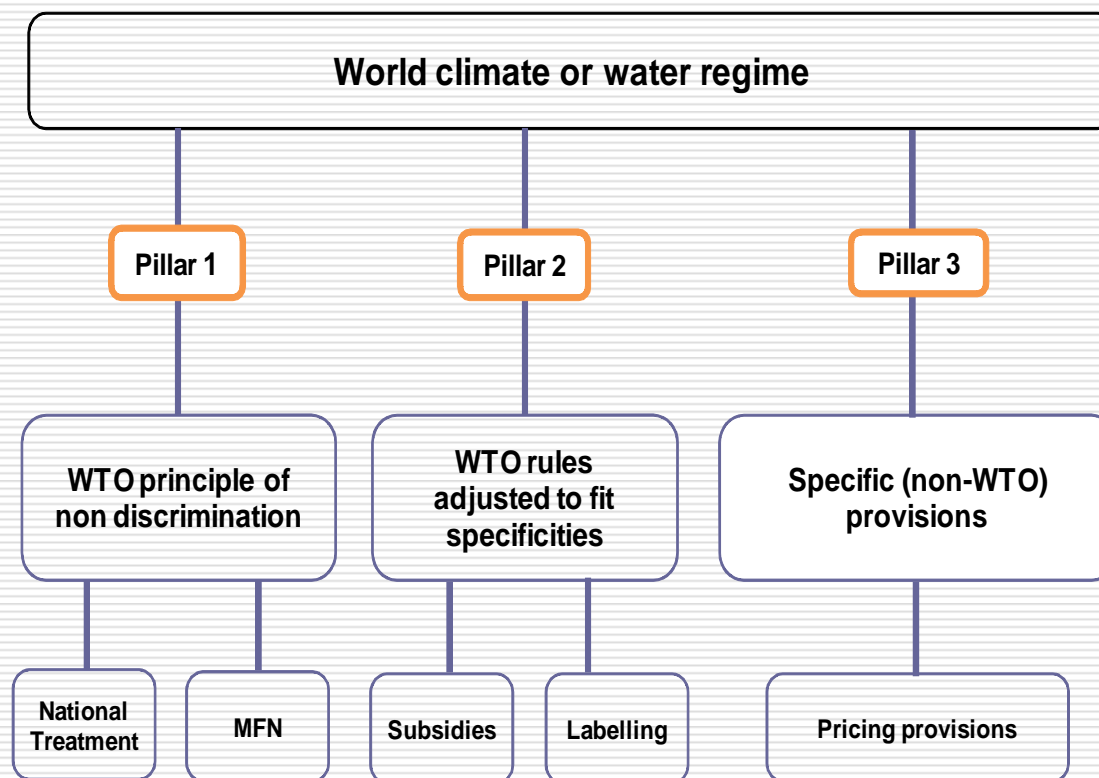 World climate or water regime
Pillar 1
Pillar 2
Pillar 3
WTO principle of
non discrimination
WTO rules
adjusted to fit
specificities
Specific (non-WTO)
provisions
National
Treatment
MFN
Subsidies
Labelling
Pricing provisions